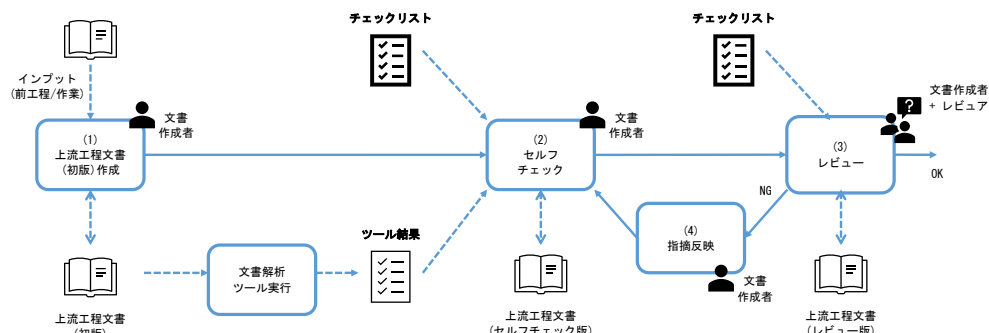 チェックリスト
チェックリスト
インプット
(前工程/作業)
文書
作成者
文書
作成者
文書作成者
+ レビュア
(1)
上流工程文書
(初版)作成
(2)
セルフ
チェック
(3)
レビュー
OK
NG
(4)
指摘反映
文書
作成者
ツール結果
文書解析
ツール実行
上流工程文書
(初版)
上流工程文書
(セルフチェック版)
上流工程文書
(レビュー版)